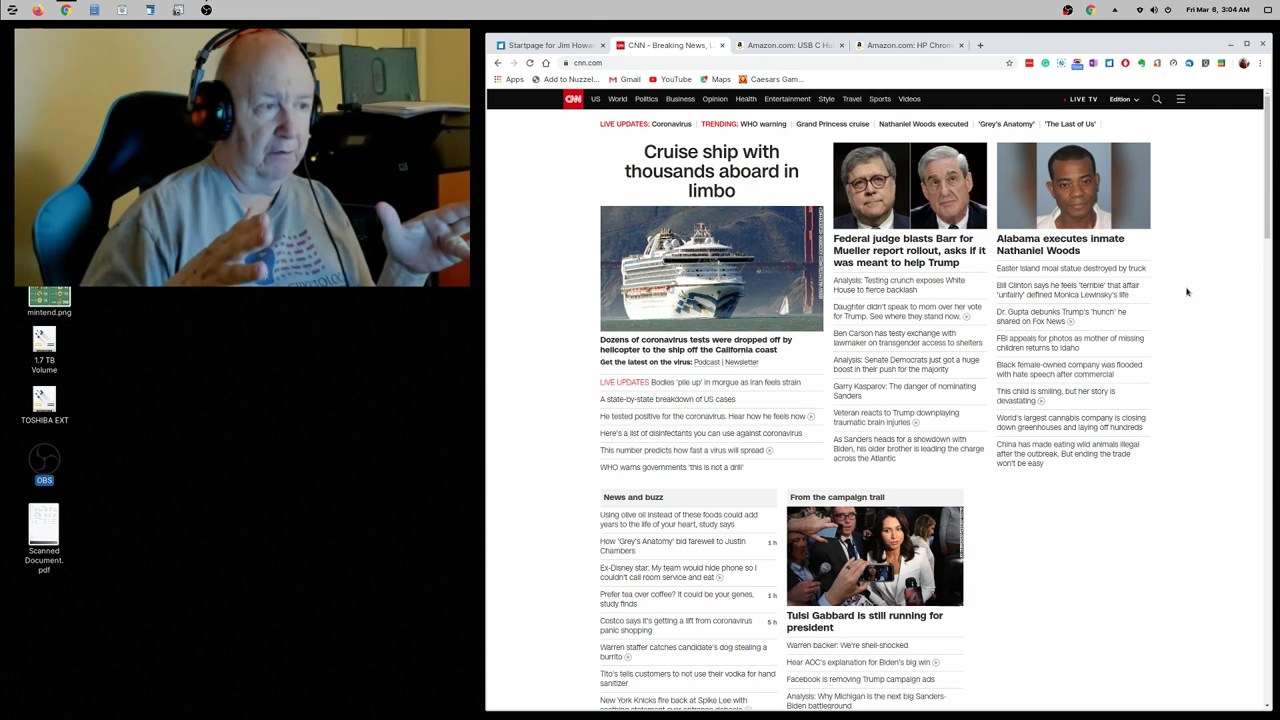 Fri Mar 6, 3:04 AM
mintend.png
1.7 TB
Volume
TOSHIBA EXT
OBS
Scanned
Document.
pdf
Startpage for Jim Howa
CNN - Breaking News, L
Amazon.com: USB C Hu
Amazon.com: HP Chrom
cnn.com
Apps
Add to Nuzzel...
Gmail
YouTube
Maps
Caesars Gam...
CNN
US World Politics Business Opinion Health Entertainment Style Travel Sports Videos
LIVE TV
Edition
LIVE UPDATES: Coronavirus
TRENDING: WHO warning
Grand Princess cruise
Nathaniel Woods executed
'Grey's Anatomy'
'The Last of Us'
Cruise ship with
thousands aboard in
limbo
Dozens of coronavirus tests were dropped off by
helicopter to the ship off the California coast
Get the latest on the virus: Podcast | Newsletter
LIVE UPDATES Bodies 'pile up' in morgue as Iran feels strain
A state-by-state breakdown of US cases
He tested positive for the coronavirus. Hear how he feels now
Here's a list of disinfectants you can use against coronavirus
This number predicts how fast a virus will spread
WHO warns governments 'this is not a drill'
Federal judge blasts Barr for
Mueller report rollout, asks if it
was meant to help Trump
Analysis: Testing crunch exposes White
House to fierce backlash
Daughter didn't speak to mom over her vote
for Trump. See where they stand now.
Ben Carson has testy exchange with
lawmaker on transgender access to shelters
Analysis: Senate Democrats just got a huge
boost in their push for the majority
Garry Kasparov: The danger of nominating
Sanders
Veteran reacts to Trump downplaying
traumatic brain injuries
As Sanders heads for a showdown with
Biden, his older brother is leading the charge
across the Atlantic
Alabama executes inmate
Nathaniel Woods
Easter Island moai statue destroyed by truck
Bill Clinton says he feels 'terrible' that affair
'unfairly' defined Monica Lewinsky's life
Dr. Gupta debunks Trump's 'hunch' he
shared on Fox News
FBI appeals for photos as mother of missing
children returns to Idaho
Black female-owned company was flooded
with hate speech after commercial
This child is smiling, but her story is
devastating
World's largest cannabis company is closing
down greenhouses and laying off hundreds
China has made eating wild animals illegal
after the outbreak. But ending the trade
won't be easy
News and buzz
Using olive oil instead of these foods could add
years to the life of your heart, study says
How 'Grey's Anatomy' bid farewell to Justin
Chambers
1 h
Ex-Disney star: My team would hide phone so I
couldn't call room service and eat
Prefer tea over coffee? It could be your genes,
study finds
1 h
Costco says it's getting a lift from coronavirus
panic shopping
5 h
Warren staffer catches candidate's dog stealing a
burrito
Tito's tells customers to not use their vodka for hand
sanitizer
New York Knicks fire back at Spike Lee with
From the campaign trail
Tulsi Gabbard is still running for
president
Warren backer: We're shell-shocked
Hear AOC's explanation for Biden's big win
Facebook is removing Trump campaign ads
Analysis: Why Michigan is the next big Sanders-
Biden battleground